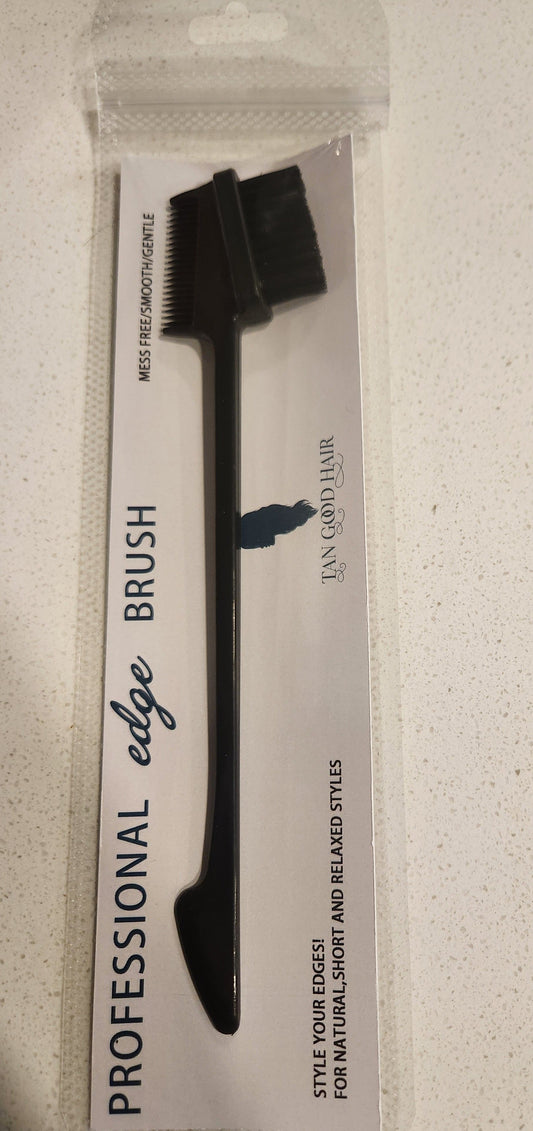 MESS FREE/SMOOTH/GENTLE
PROFESSIONAL edge BRUSH
TAN GOOD HAIR
STYLE YOUR EDGES!
FOR NATURAL,SHORT AND RELAXED STYLES